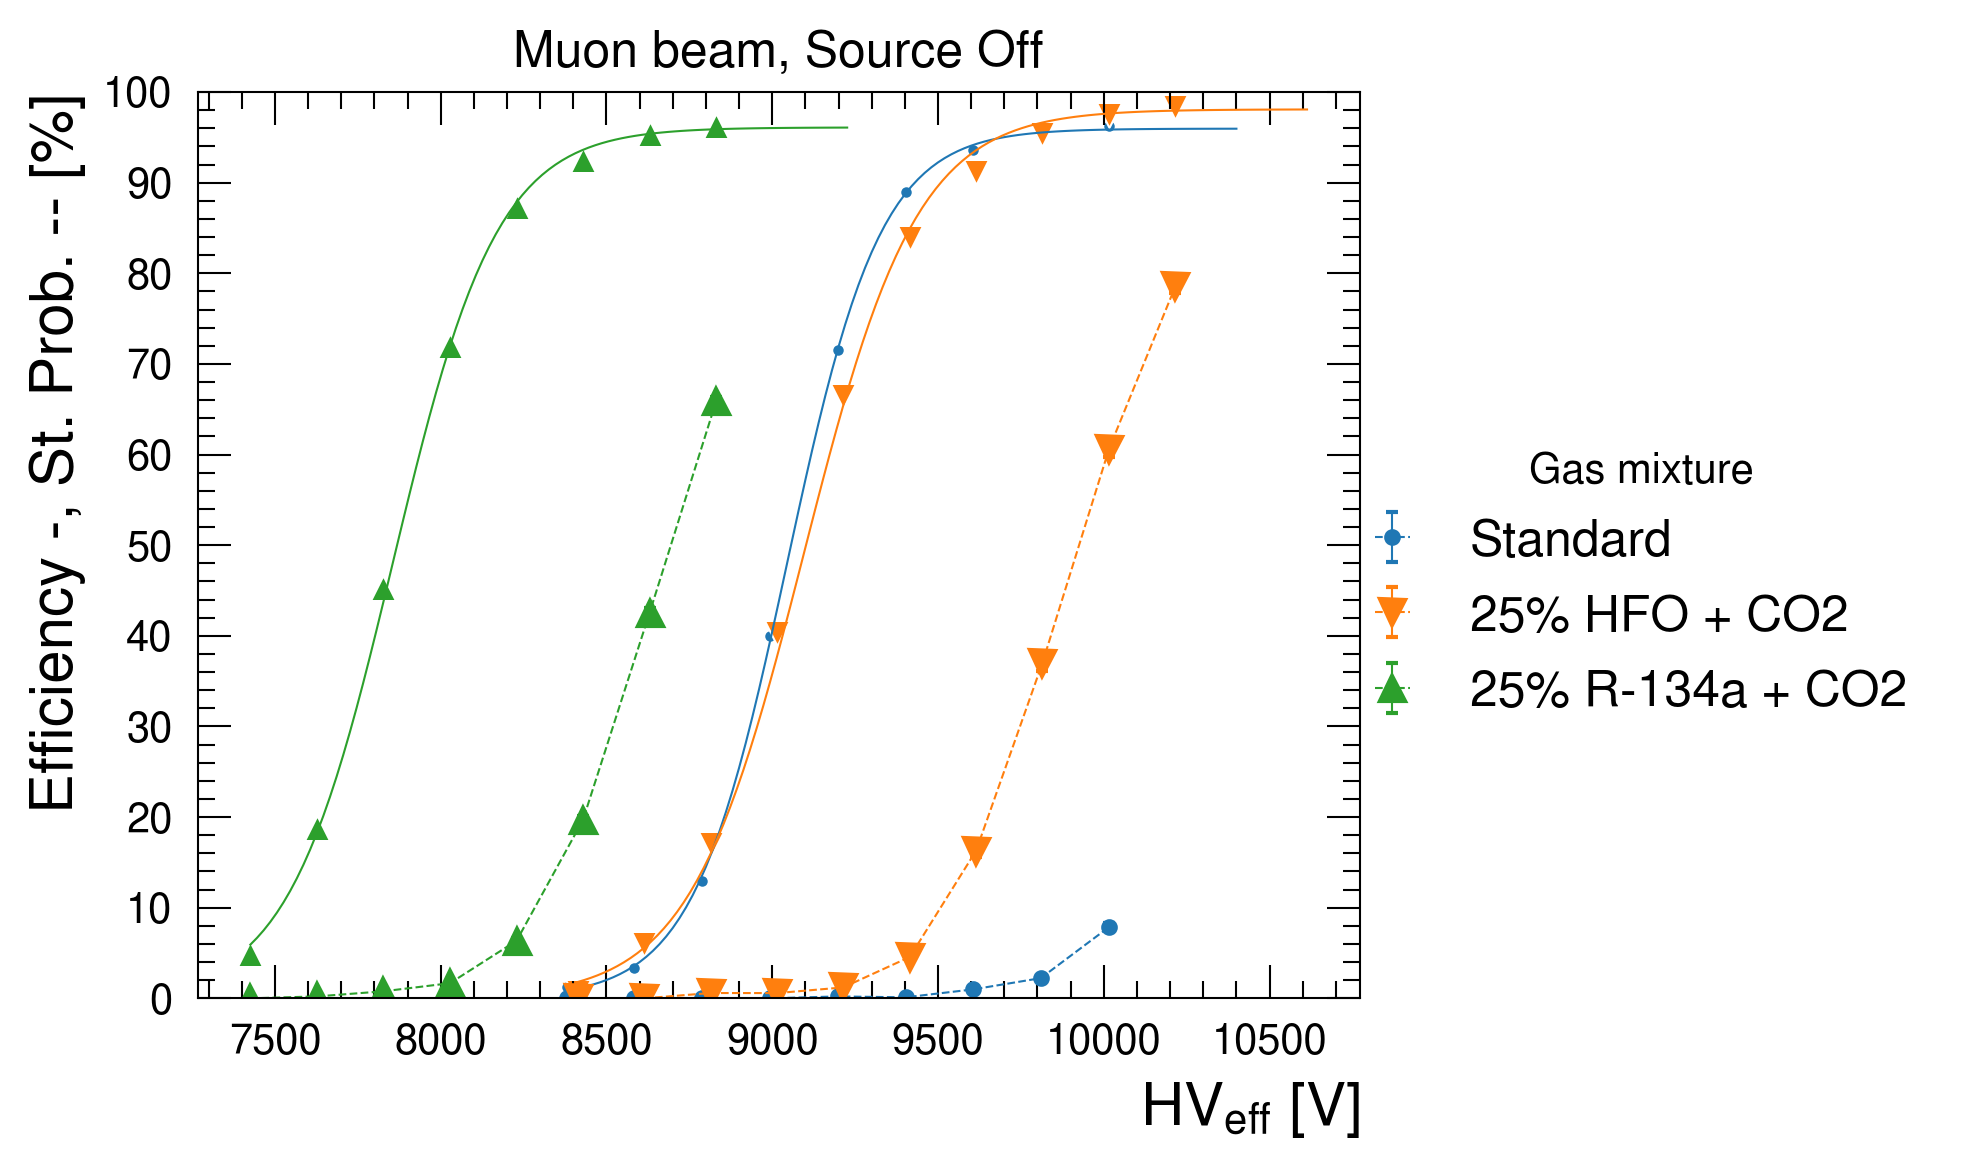 Muon beam, Source Off
Efficiency -, St. Prob. -- [%]
100
90
80
70
60
50
40
30
20
10
0
7500 8000 8500 9000 9500 10000 10500
HVeff [V]
Gas mixture
Standard
25% HFO + CO2
25% R-134a + CO2